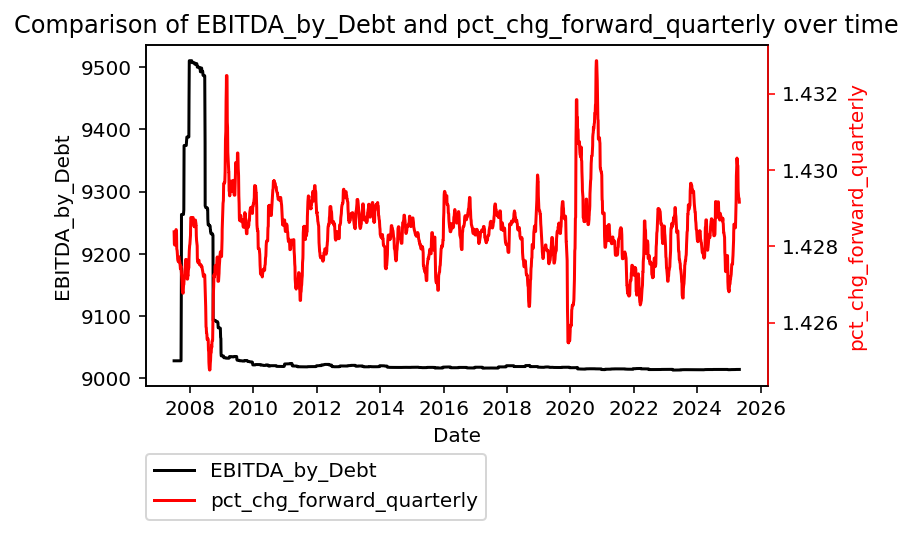 Comparison of EBITDA_by_Debt and pct_chg_forward_quarterly over time
9500
9400
9300
9200
9100
9000
EBITDA_by_Debt
1.432
1.430
1.428
1.426
pct_chg_forward_quarterly
2008 2010 2012 2014 2016 2018 2020 2022 2024 2026
Date
EBITDA_by_Debt
pct_chg_forward_quarterly